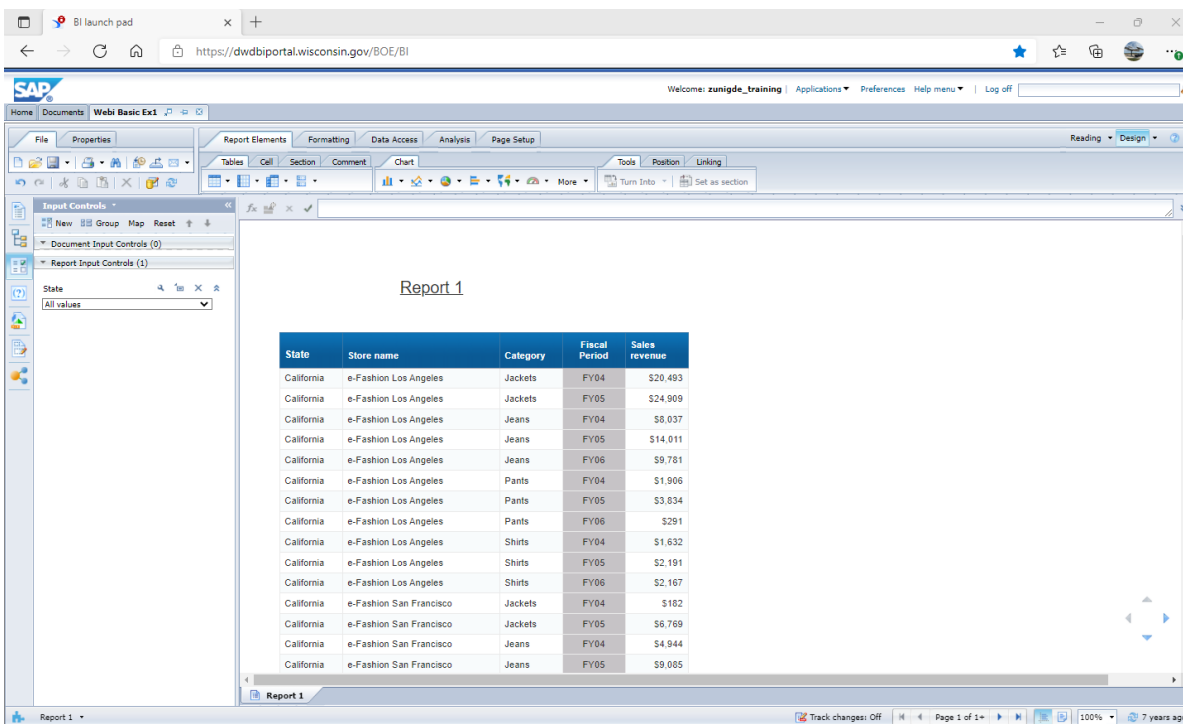 BI launch pad
https://dwdbiportal.wisconsin.gov/BOE/BI
SAP
Welcome: zunigde_training | Applications Preferences Help menu | Log off
Home Documents Webi Basic Ex1
File Properties Report Elements Formatting Data Access Analysis Page Setup Reading Design
Tables Cell Section Comment Chart Tools Position Linking
More Turn Into Set as section
Input Controls
New Group Map Reset
Document Input Controls (0)
Report Input Controls (1)
State
All values
Report 1
State Store name Category Fiscal Period Sales revenue
California e-Fashion Los Angeles Jackets FY04 $20,493
California e-Fashion Los Angeles Jackets FY05 $24,909
California e-Fashion Los Angeles Jeans FY04 $8,037
California e-Fashion Los Angeles Jeans FY05 $14,011
California e-Fashion Los Angeles Jeans FY06 $9,781
California e-Fashion Los Angeles Pants FY04 $1,906
California e-Fashion Los Angeles Pants FY05 $3,834
California e-Fashion Los Angeles Pants FY06 $291
California e-Fashion Los Angeles Shirts FY04 $1,632
California e-Fashion Los Angeles Shirts FY05 $2,191
California e-Fashion Los Angeles Shirts FY06 $2,167
California e-Fashion San Francisco Jackets FY04 $182
California e-Fashion San Francisco Jackets FY05 $6,769
California e-Fashion San Francisco Jeans FY04 $4,944
California e-Fashion San Francisco Jeans FY05 $9,085
Report 1
Report 1 Track changes: Off Page 1 of 1+ 100% 7 years ag